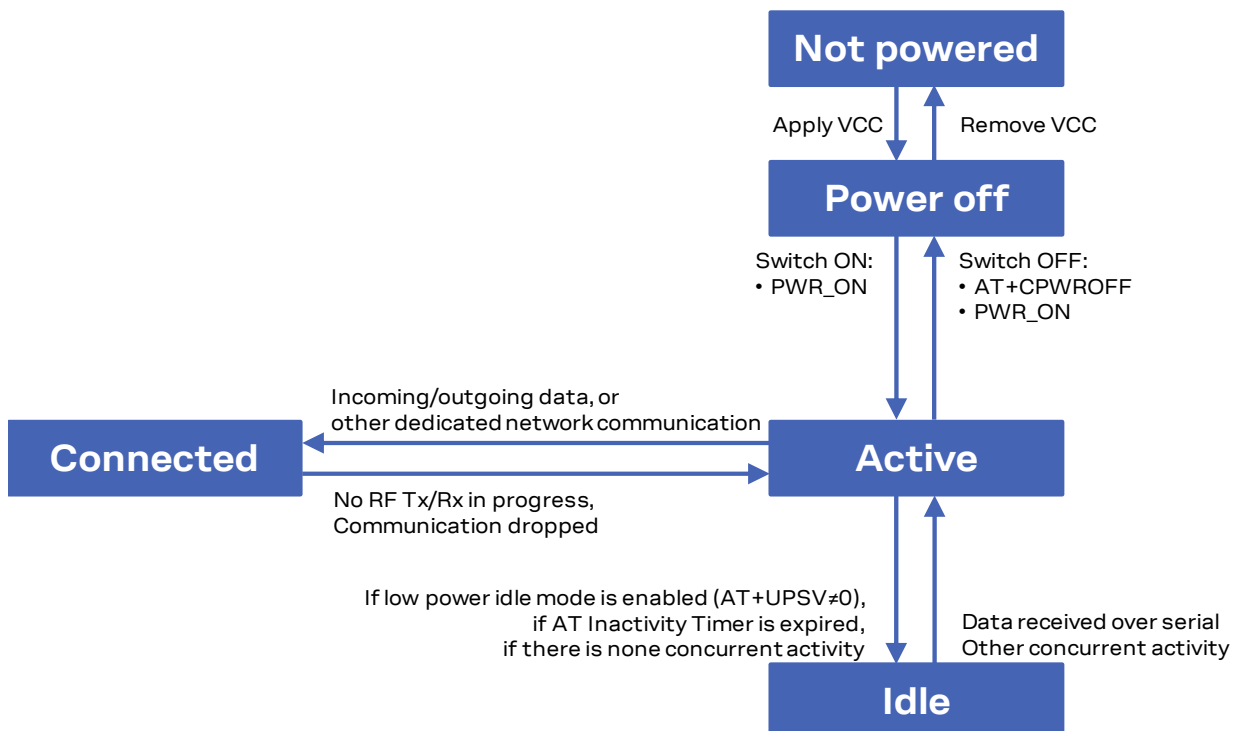 Not powered
Apply VCC
Remove VCC
Power off
Switch ON:
• PWR_ON
Switch OFF:
• AT+CPWROFF
• PWR_ON
Incoming/outgoing data, or
other dedicated network communication
Connected
Active
No RF Tx/Rx in progress,
Communication dropped
If low power idle mode is enabled (AT+UPSV≠0),
if AT Inactivity Timer is expired,
if there is none concurrent activity
Data received over serial
Other concurrent activity
Idle